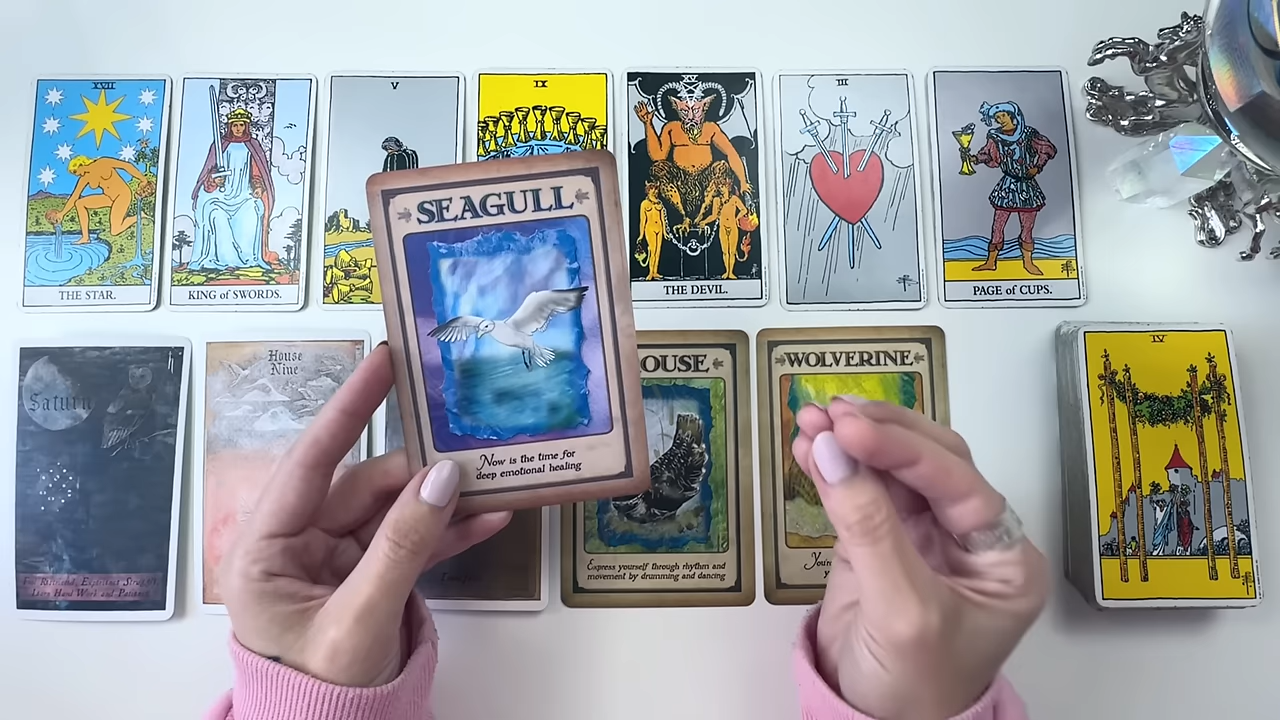 XVII
THE STAR.
KING of SWORDS.
V
IX
XV
THE DEVIL.
III
PAGE of CUPS.
SEAGULL
Now is the time for
deep emotional healing
Saturn
House
Nine
OUSE
Express yourself through rhythm and
movement by drumming and dancing
WOLVERINE
IV